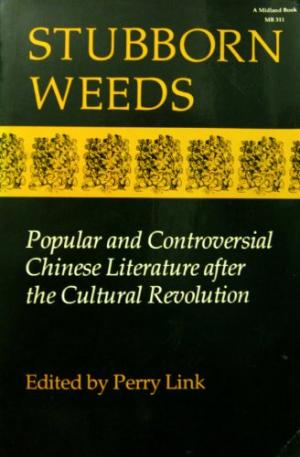 A Midland Book
MB 311
STUBBORN
WEEDS
Popular and Controversial
Chinese Literature after
the Cultural Revolution
Edited by Perry Link